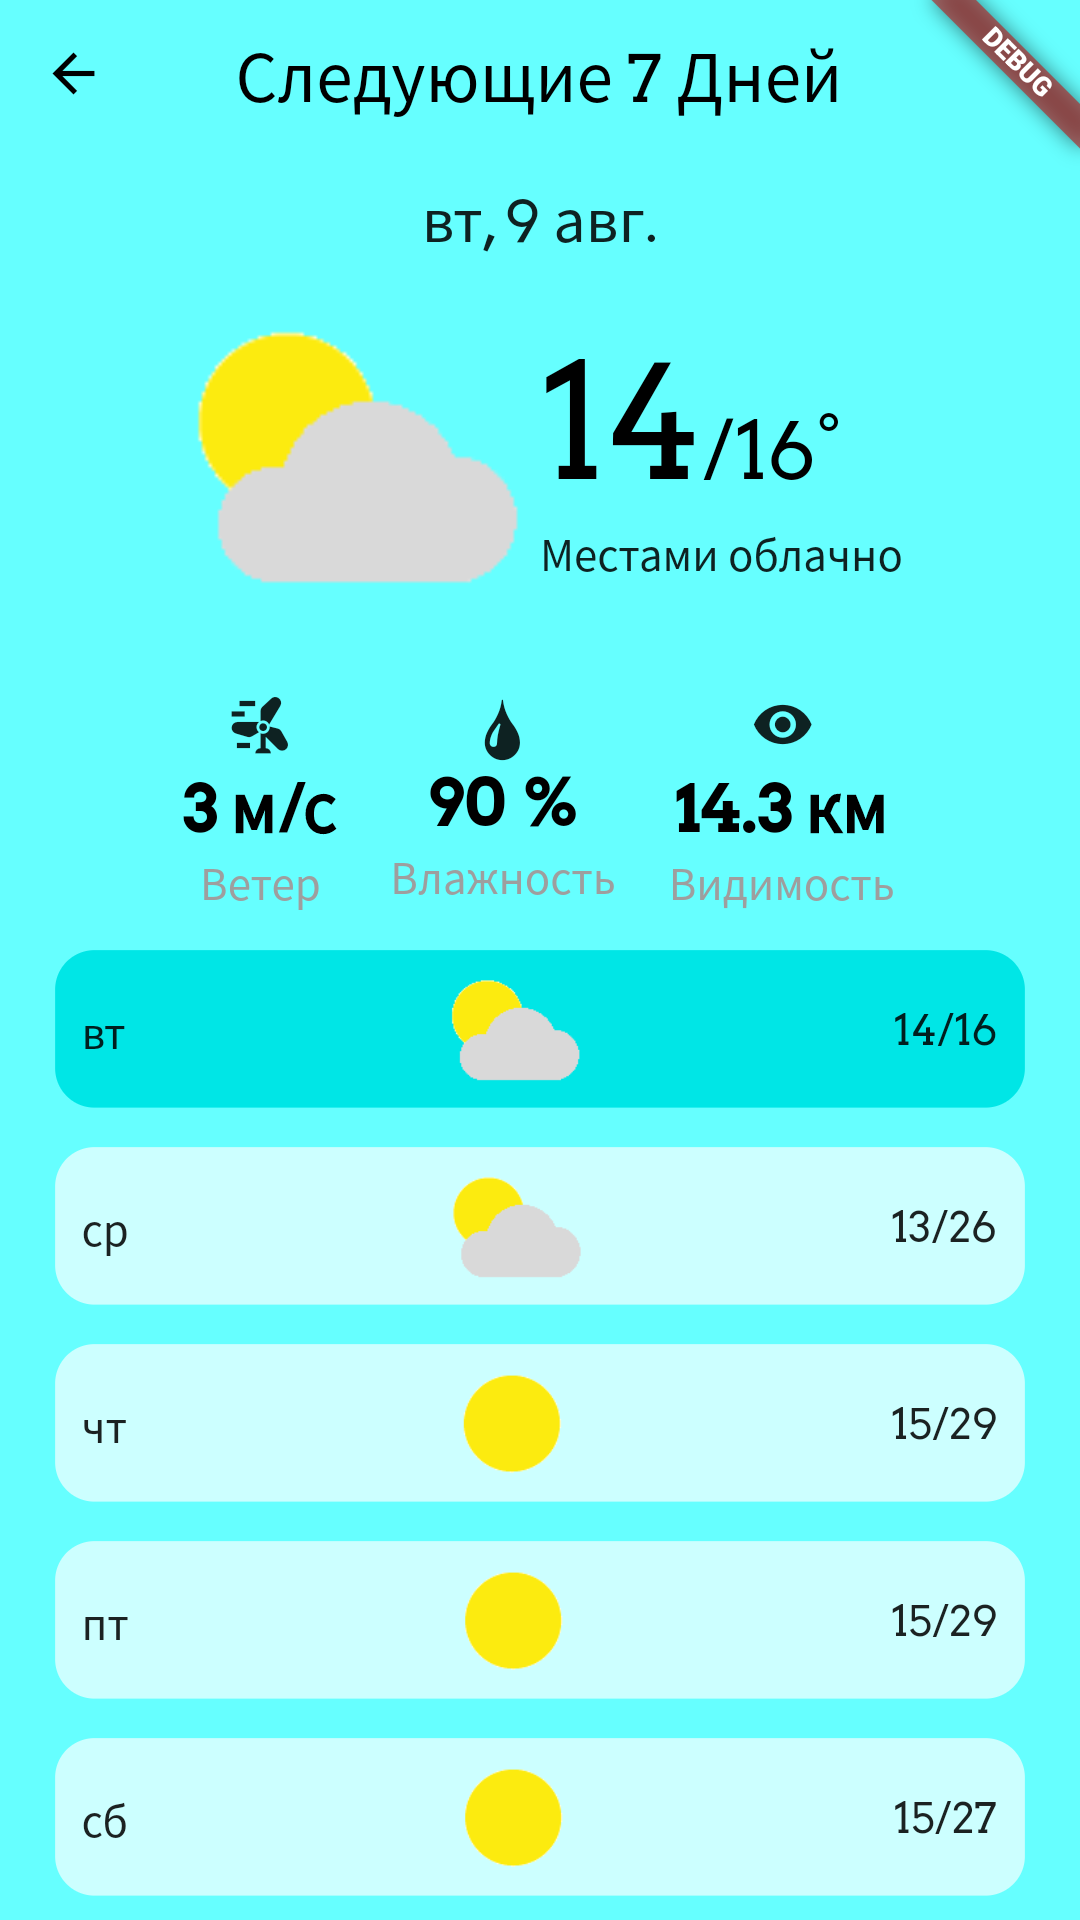 Следующие 7 Дней
DEBUG
вт, 9 авг.
14/16°
Местами облачно
3 м/с
90 %
14.3 км
Ветер
Влажность
Видимость
вт
14/16
ср
13/26
чт
15/29
пт
15/29
сб
15/27